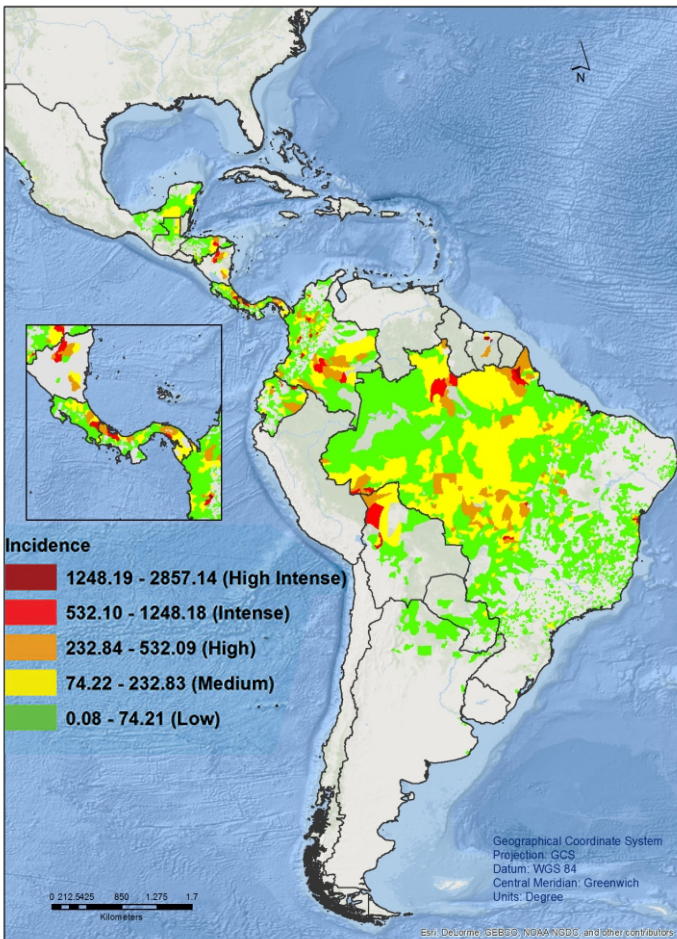 N
Incidence
1248.19 - 2857.14 (High Intense)
532.10 - 1248.18 (Intense)
232.84 - 532.09 (High)
74.22 - 232.83 (Medium)
0.08 - 74.21 (Low)
Geographical Coordinate System
Projection: GCS
Datum: WGS 84
Central Meridian: Greenwich
Units: Degree
0 212.5425 850 1.275 1.7
Kilometers
Esri, DeLorme, GEBCO, NOAA NGDC, and other contributors